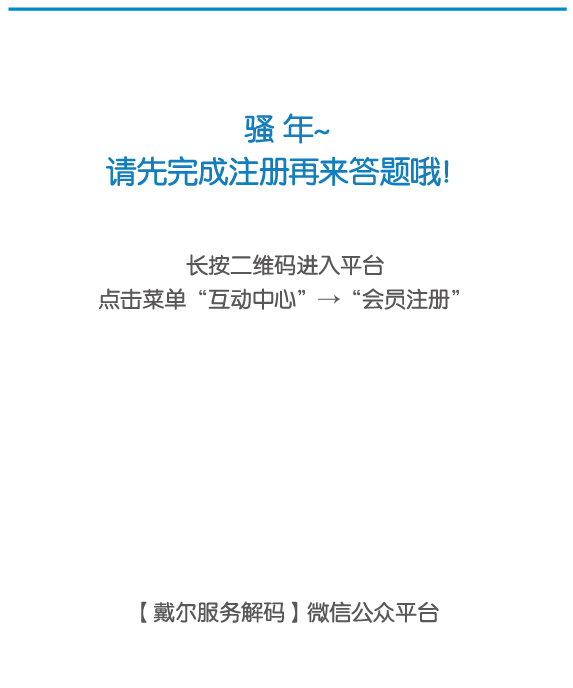 骚 年~
请先完成注册再来答题哦!
长按二维码进入平台
点击菜单“互动中心”→“会员注册”
【戴尔服务解码】微信公众平台